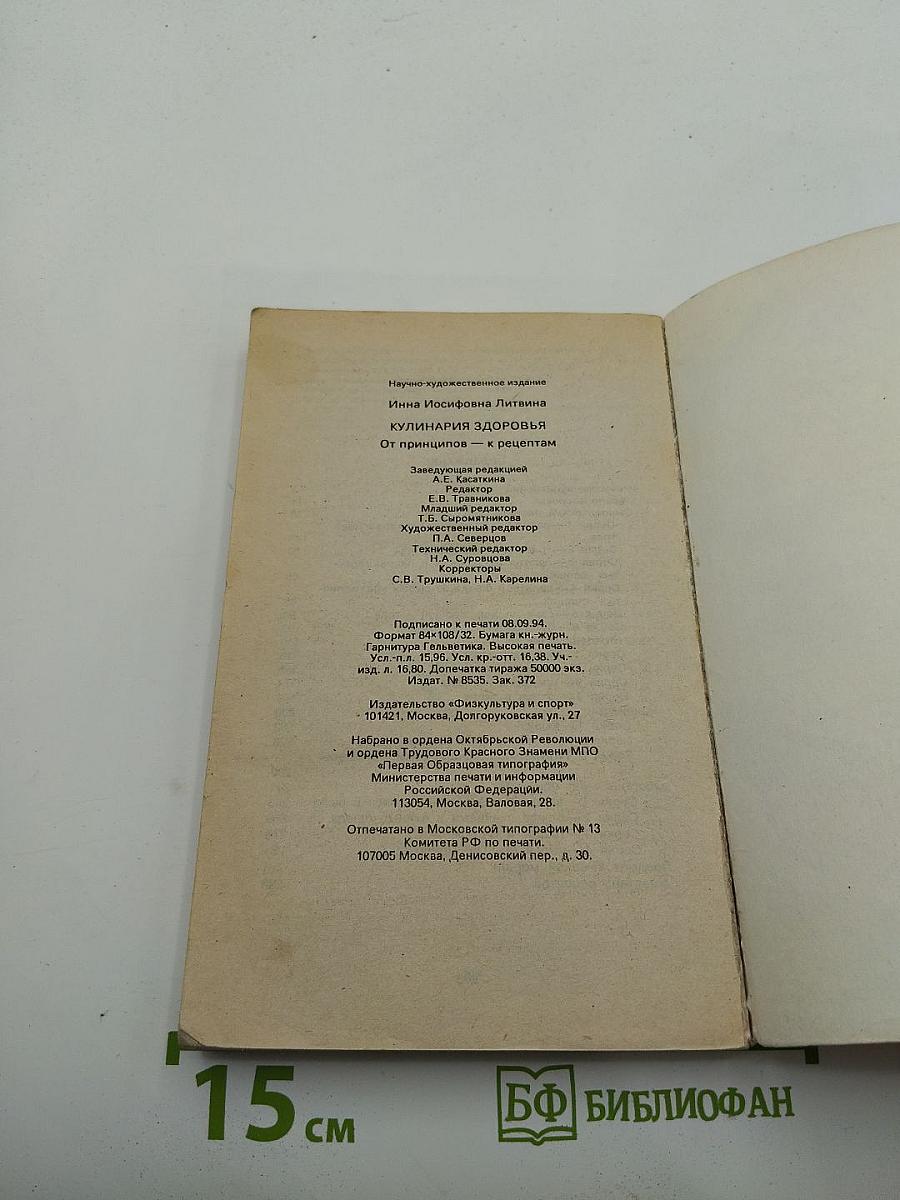 Научно-художественное издание
Инна Иосифовна Литвина
КУЛИНАРИЯ ЗДОРОВЬЯ
От принципов — к рецептам
Заведующая редакцией
А.Е. Касаткина
Редактор
Е.В. Травникова
Младший редактор
Т.Б. Сыромятникова
Художественный редактор
П.А. Северцов
Технический редактор
Н.А. Суровцова
Корректоры
С.В. Трушкина, Н.А. Карелина
Подписано к печати 08.09.94.
Формат 84×108/32. Бумага кн.-журн.
Гарнитура Гельветика. Высокая печать.
Усл.-п.л. 15,96. Усл. кр.-отт. 16,38. Уч.-
изд. л. 16,80. Допечатка тиража 50000 экз.
Издат. № 8535. Зак. 372
Издательство «Физкультура и спорт»
101421, Москва, Долгоруковская ул., 27
Набрано в ордена Октябрьской Революции
и ордена Трудового Красного Знамени МПО
«Первая Образцовая типография»
Министерства печати и информации
Российской Федерации.
113054, Москва, Валовая, 28.
Отпечатано в Московской типографии № 13
Комитета РФ по печати.
107005 Москва, Денисовский пер., д. 30.
15 см
БФ БИБЛИОФАН